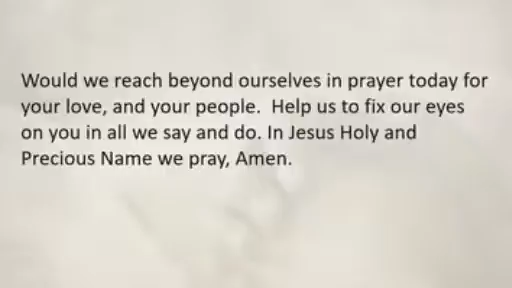 Would we reach beyond ourselves in prayer today for
your love, and your people.  Help us to fix our eyes
on you in all we say and do. In Jesus Holy and
Precious Name we pray, Amen.